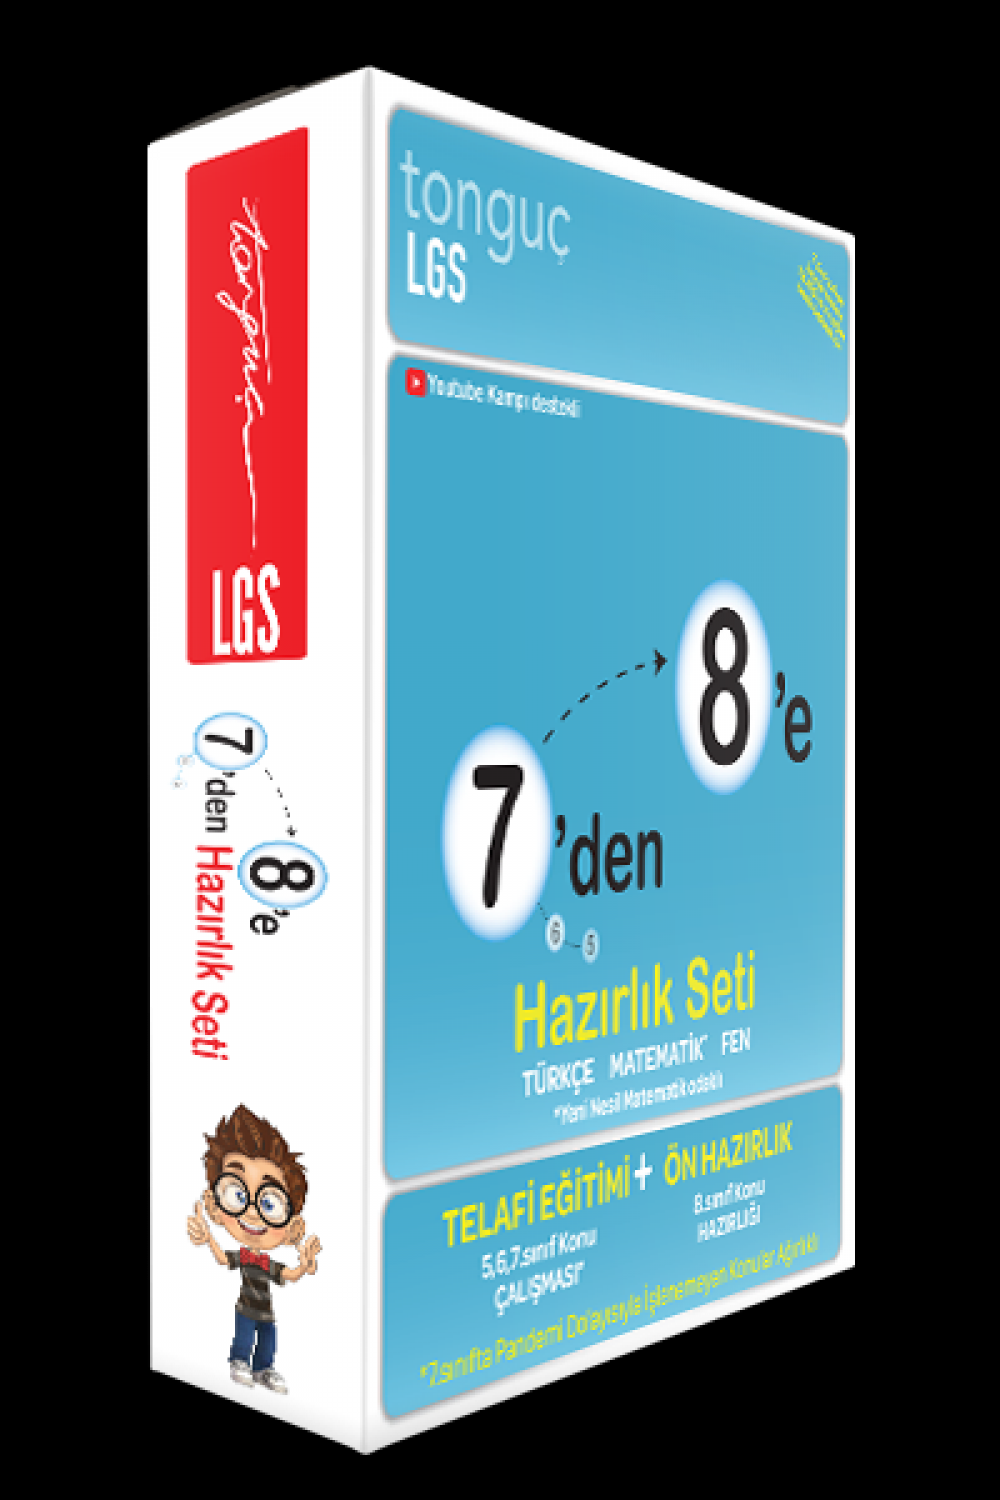 tonguç
LGS
7'den
8'e
Hazırlık Seti
tonguç
LGS
Youtube Kampı destekli
8'e
7'den
6
5
Hazırlık Seti
TÜRKÇE MATEMATİK* FEN
*Yeni Nesil Matematik odaklı
TELAFİ EĞİTİMİ + ÖN HAZIRLIK
5,6,7.sınıf Konu
ÇALIŞMASI*
8.sınıf Konu
HAZIRLIĞI
*7.sınıfta Pandemi Dolayısıyla İşlenemeyen Konular Ağırlıklı